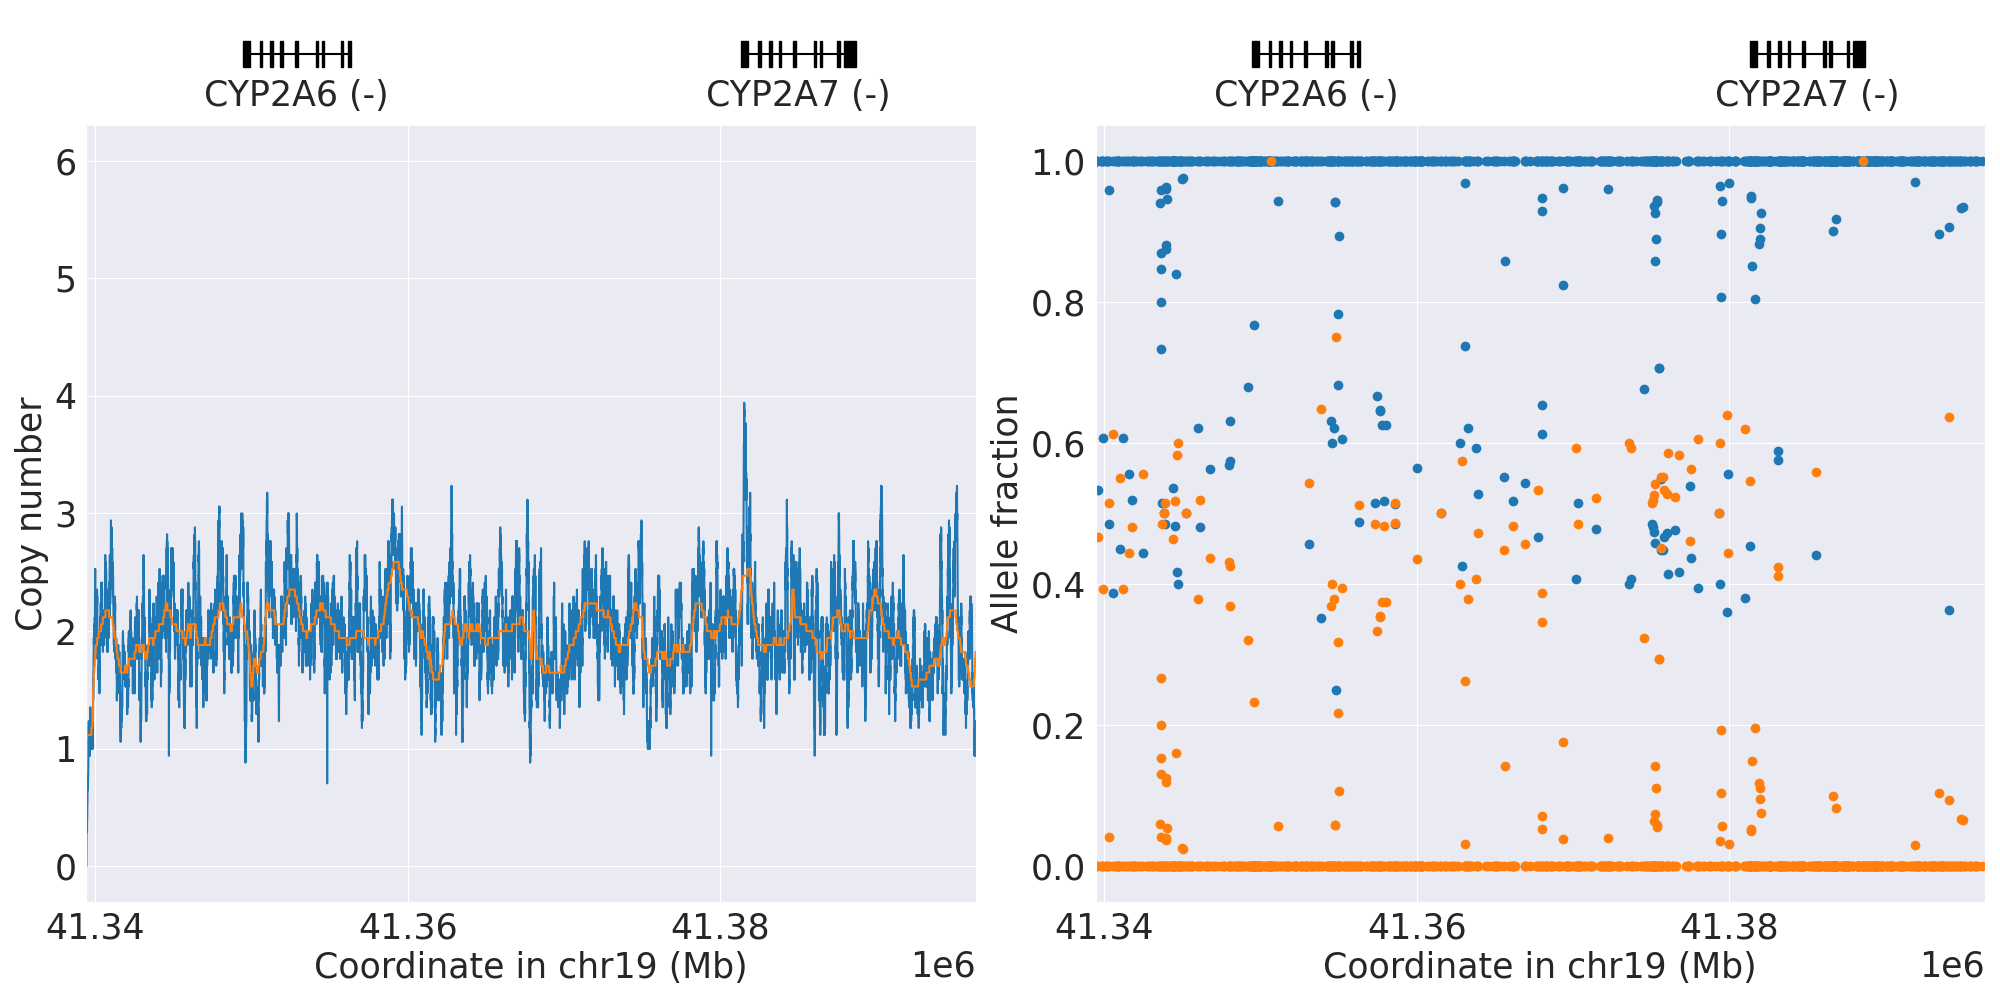 CYP2A6 (-)
CYP2A7 (-)
6
5
4
3
2
1
0
Copy number
41.34
41.36
41.38
Coordinate in chr19 (Mb)
1e6
CYP2A6 (-)
CYP2A7 (-)
1.0
0.8
0.6
0.4
0.2
0.0
Allele fraction
41.34
41.36
41.38
Coordinate in chr19 (Mb)
1e6